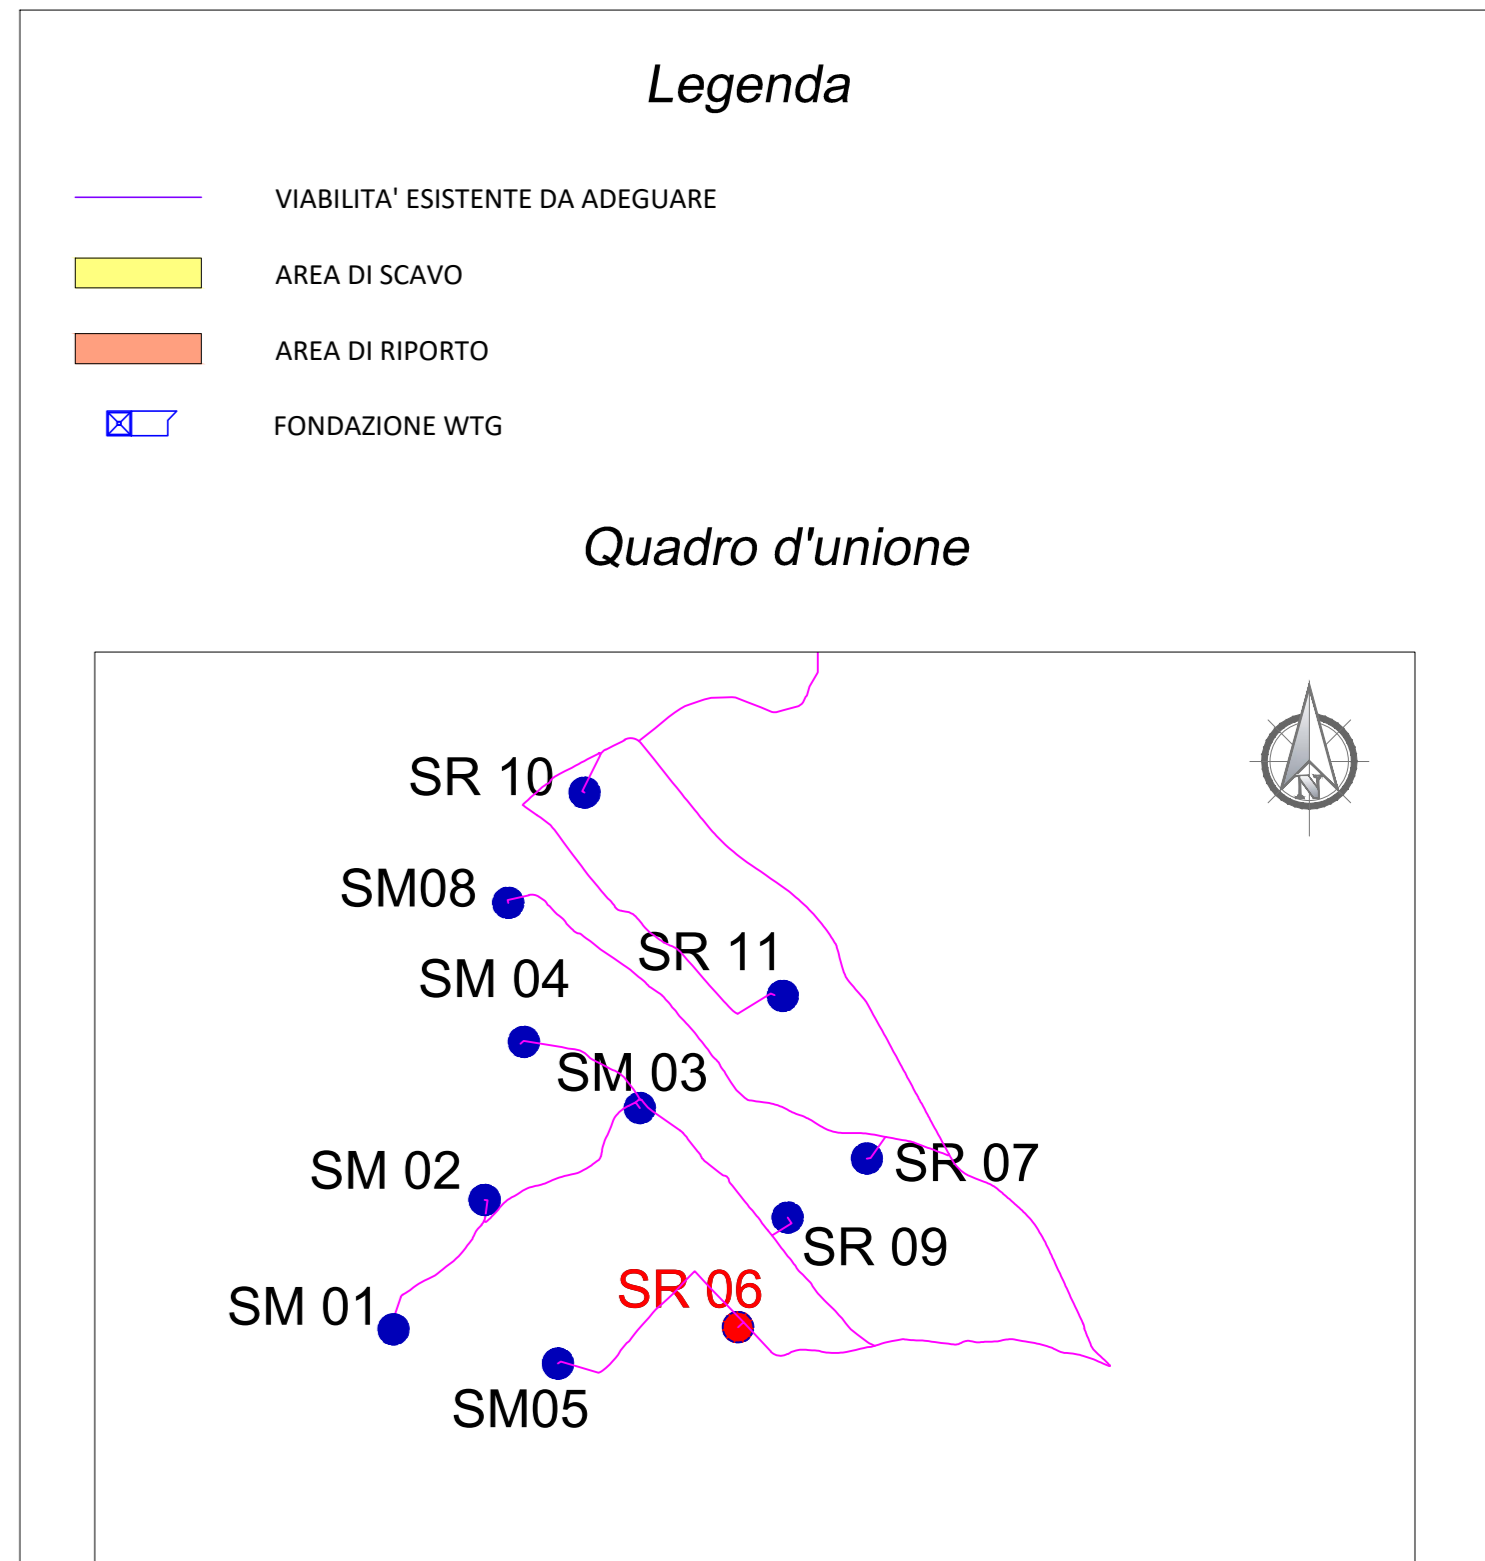 Legenda
VIABILITA' ESISTENTE DA ADEGUARE
AREA DI SCAVO
AREA DI RIPORTO
FONDAZIONE WTG
Quadro d'unione
N
SR 10
SM08
SR 11
SM 04
SM 03
SR 07
SM 02
SR 09
SR 06
SM 01
SM05